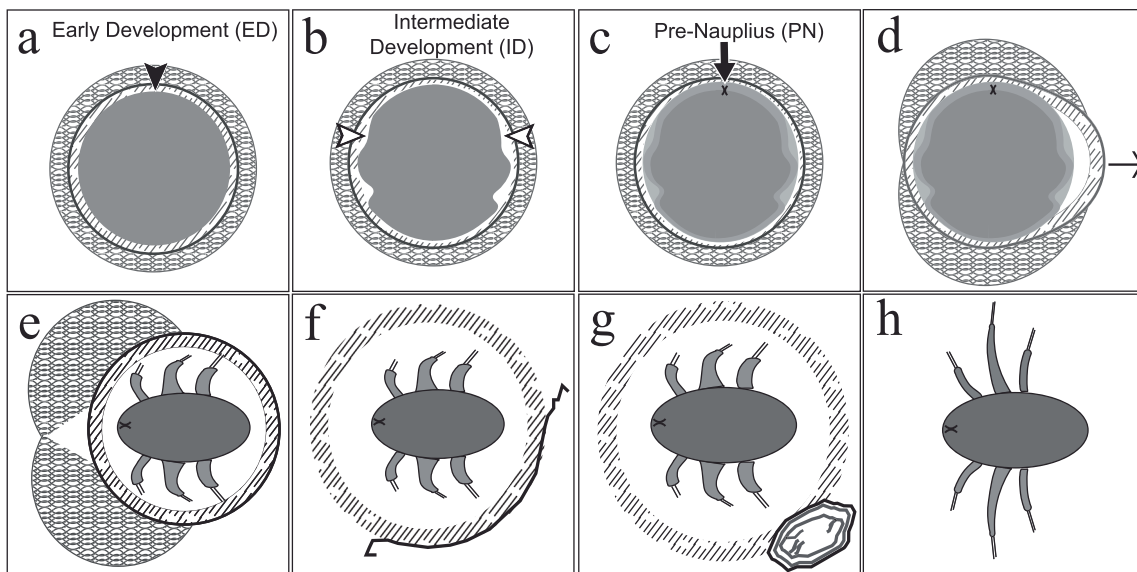 a
Early Development (ED)
b
Intermediate
Development (ID)
c
Pre-Nauplius (PN)
d
e
f
g
h